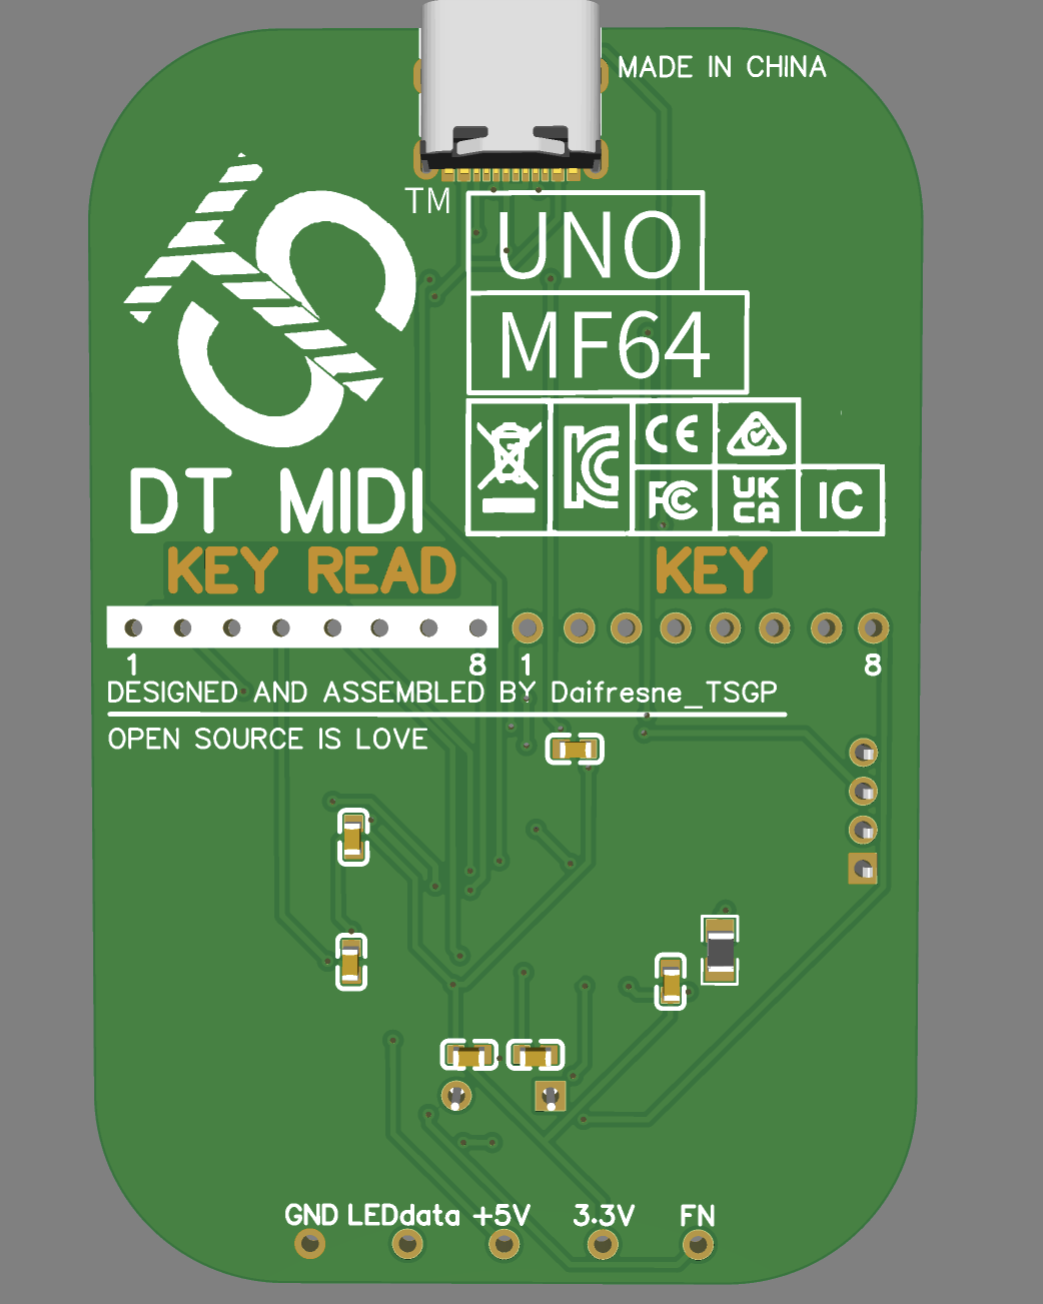 MADE IN CHINA
TM
UNO
MF64
CE
FC
UK
CA
IC
DT MIDI
KEY READ
KEY
1 8 1 8
DESIGNED AND ASSEMBLED BY Daifresne_TSGP
OPEN SOURCE IS LOVE
GND LEDdata +5V 3.3V FN